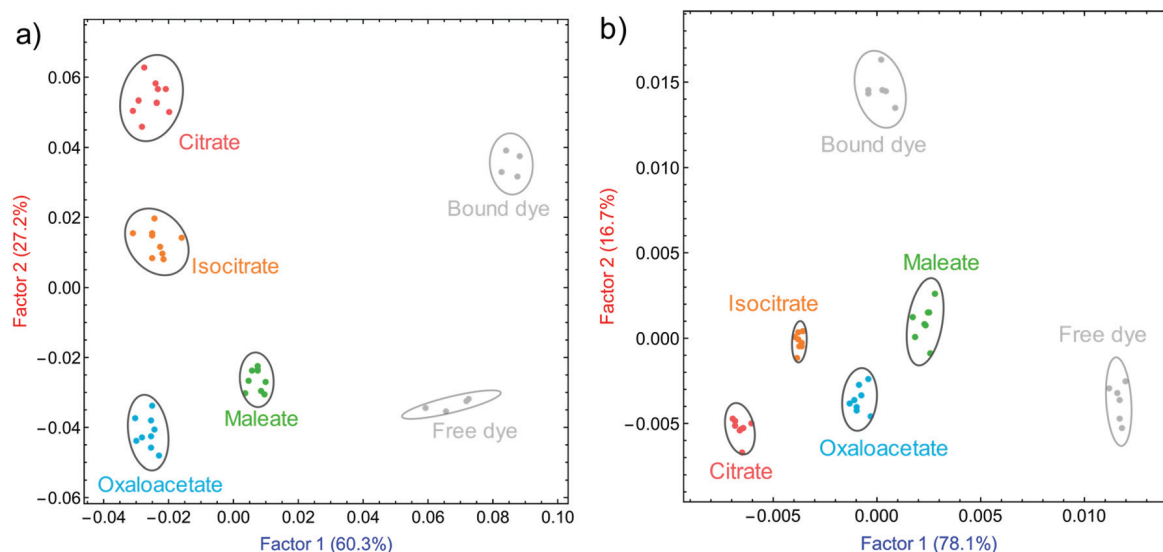 a)
Factor 2 (27.2%)
0.06
0.04
0.02
0.00
−0.02
−0.04
−0.06
Citrate
Bound dye
Isocitrate
Maleate
Free dye
Oxaloacetate
−0.04 −0.02 0.00 0.02 0.04 0.06 0.08 0.10
Factor 1 (60.3%)
b)
Factor 2 (16.7%)
0.015
0.010
0.005
0.000
−0.005
Bound dye
Maleate
Isocitrate
Free dye
Oxaloacetate
Citrate
−0.005 0.000 0.005 0.010
Factor 1 (78.1%)